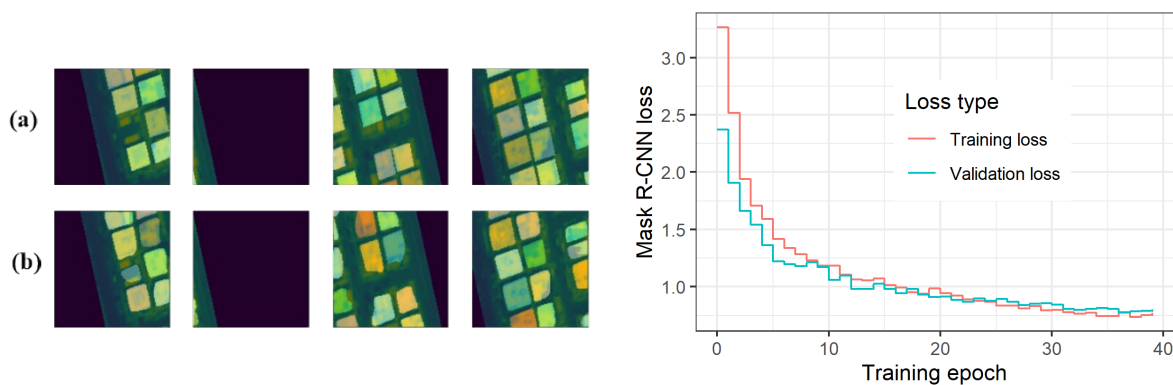 (a)
(b)
Mask R-CNN loss
3.0
2.5
2.0
1.5
1.0
Loss type
Training loss
Validation loss
0 10 20 30 40
Training epoch